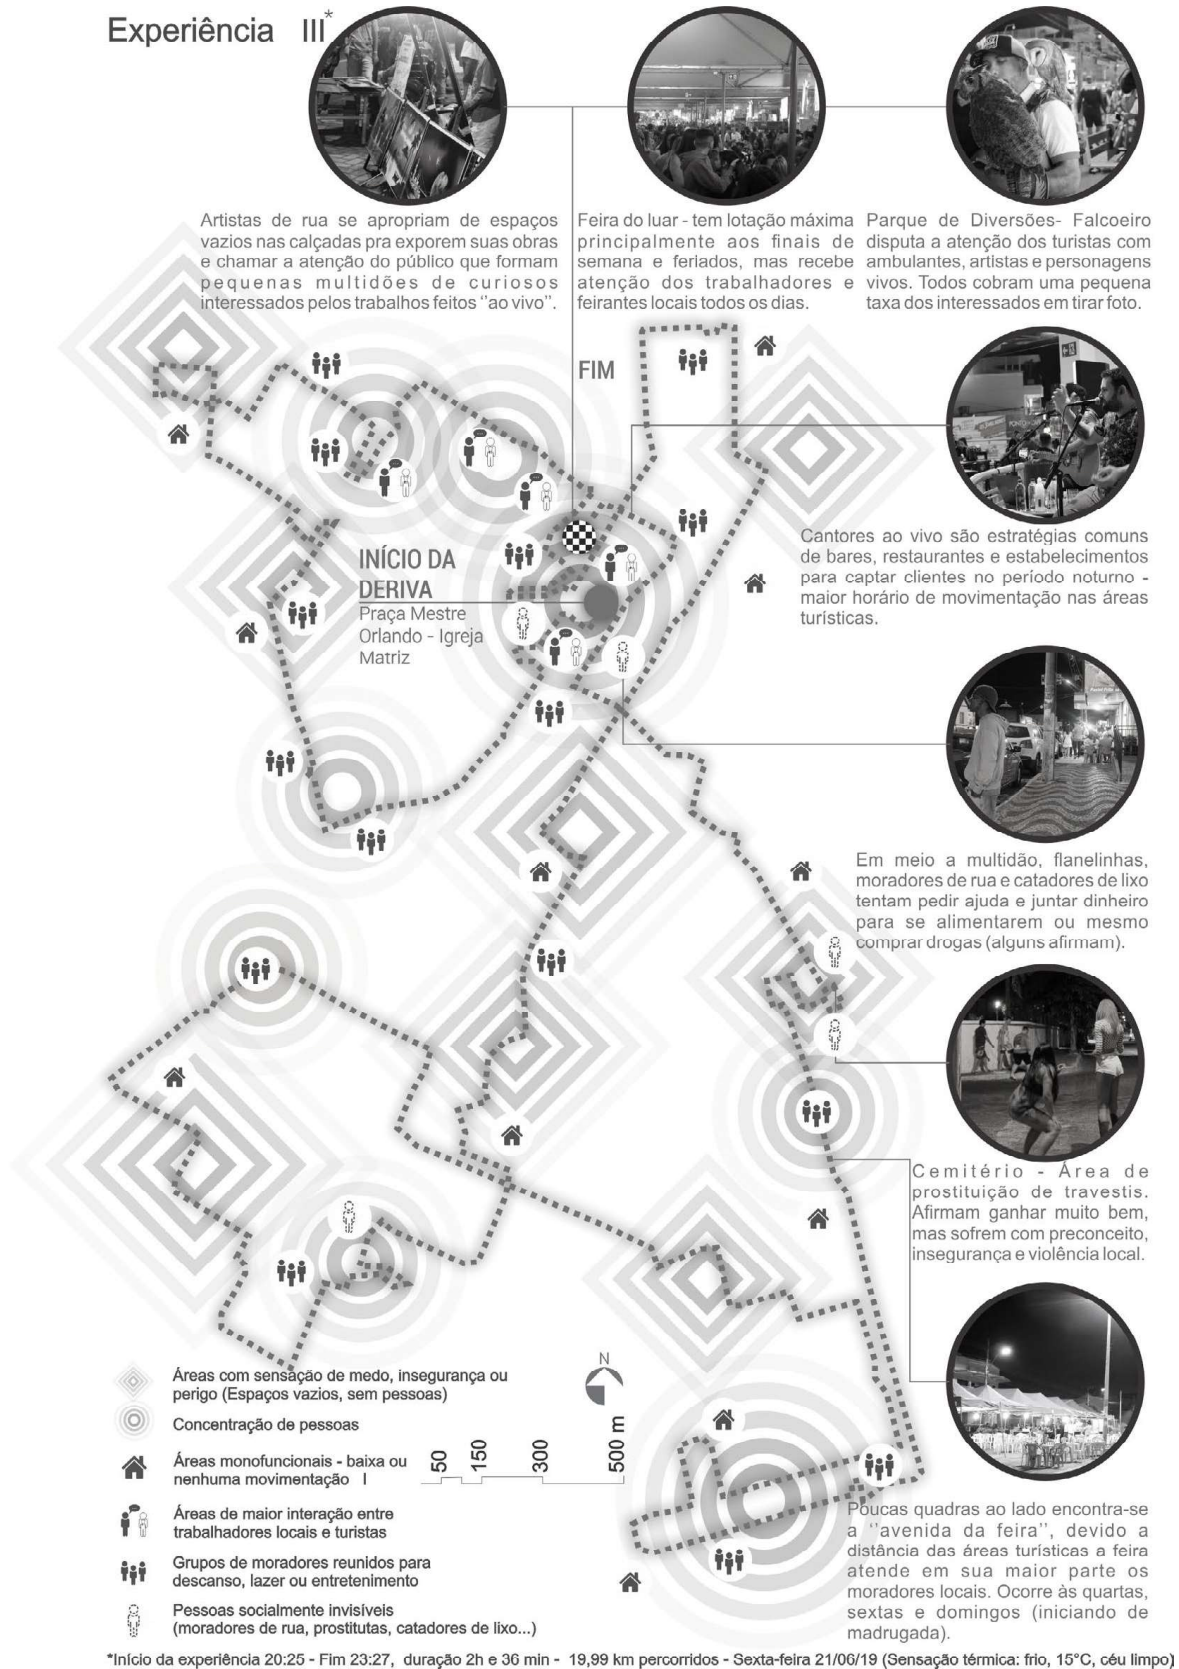 Experiência III*
Artistas de rua se apropriam de espaços
vazios nas calçadas pra exporem suas obras
e chamar a atenção do público que formam
pequenas multidões de curiosos
interessados pelos trabalhos feitos ‘‘ao vivo’’.
Feira do luar - tem lotação máxima
principalmente aos finais de
semana e feriados, mas recebe
atenção dos trabalhadores e
feirantes locais todos os dias.
Parque de Diversões- Falcoeiro
disputa a atenção dos turistas com
ambulantes, artistas e personagens
vivos. Todos cobram uma pequena
taxa dos interessados em tirar foto.
FIM
INÍCIO DA
DERIVA
Praça Mestre
Orlando - Igreja
Matriz
Cantores ao vivo são estratégias comuns
de bares, restaurantes e estabelecimentos
para captar clientes no período noturno -
maior horário de movimentação nas áreas
turísticas.
Em meio a multidão, flanelinhas,
moradores de rua e catadores de lixo
tentam pedir ajuda e juntar dinheiro
para se alimentarem ou mesmo
comprar drogas (alguns afirmam).
Cemitério - Área de
prostituição de travestis.
Afirmam ganhar muito bem,
mas sofrem com preconceito,
insegurança e violência local.
Poucas quadras ao lado encontra-se
a ‘‘avenida da feira’’, devido a
distância das áreas turísticas a feira
atende em sua maior parte os
moradores locais. Ocorre às quartas,
sextas e domingos (iniciando de
madrugada).
Áreas com sensação de medo, insegurança ou
perigo (Espaços vazios, sem pessoas)
Concentração de pessoas
Áreas monofuncionais - baixa ou
nenhuma movimentação I
Áreas de maior interação entre
trabalhadores locais e turistas
Grupos de moradores reunidos para
descanso, lazer ou entretenimento
Pessoas socialmente invisíveis
(moradores de rua, prostitutas, catadores de lixo...)
N
50
150
300
500 m
*Início da experiência 20:25 - Fim 23:27, duração 2h e 36 min - 19,99 km percorridos - Sexta-feira 21/06/19 (Sensação térmica: frio, 15°C, céu limpo)